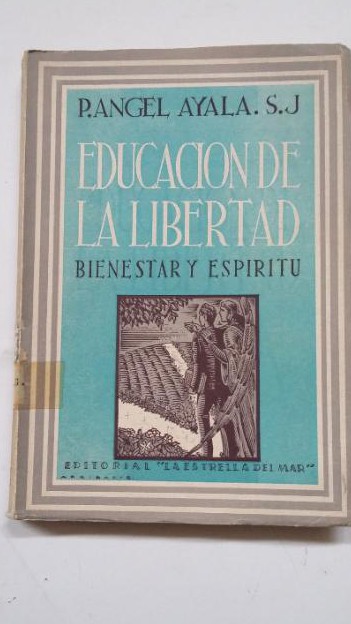 P. ANGEL AYALA. S. J
EDUCACION DE
LA LIBERTAD
BIENESTAR Y ESPIRITU
EDITORIAL "LA ESTRELLA DEL MAR"